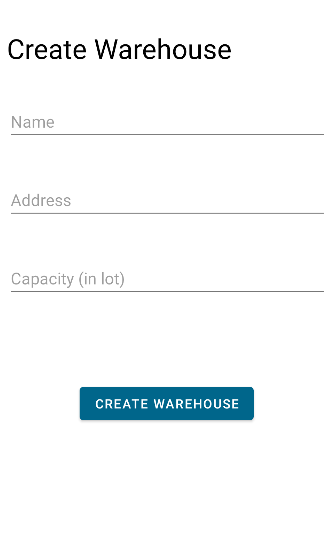 Create Warehouse
Name
Address
Capacity (in lot)
CREATE WAREHOUSE